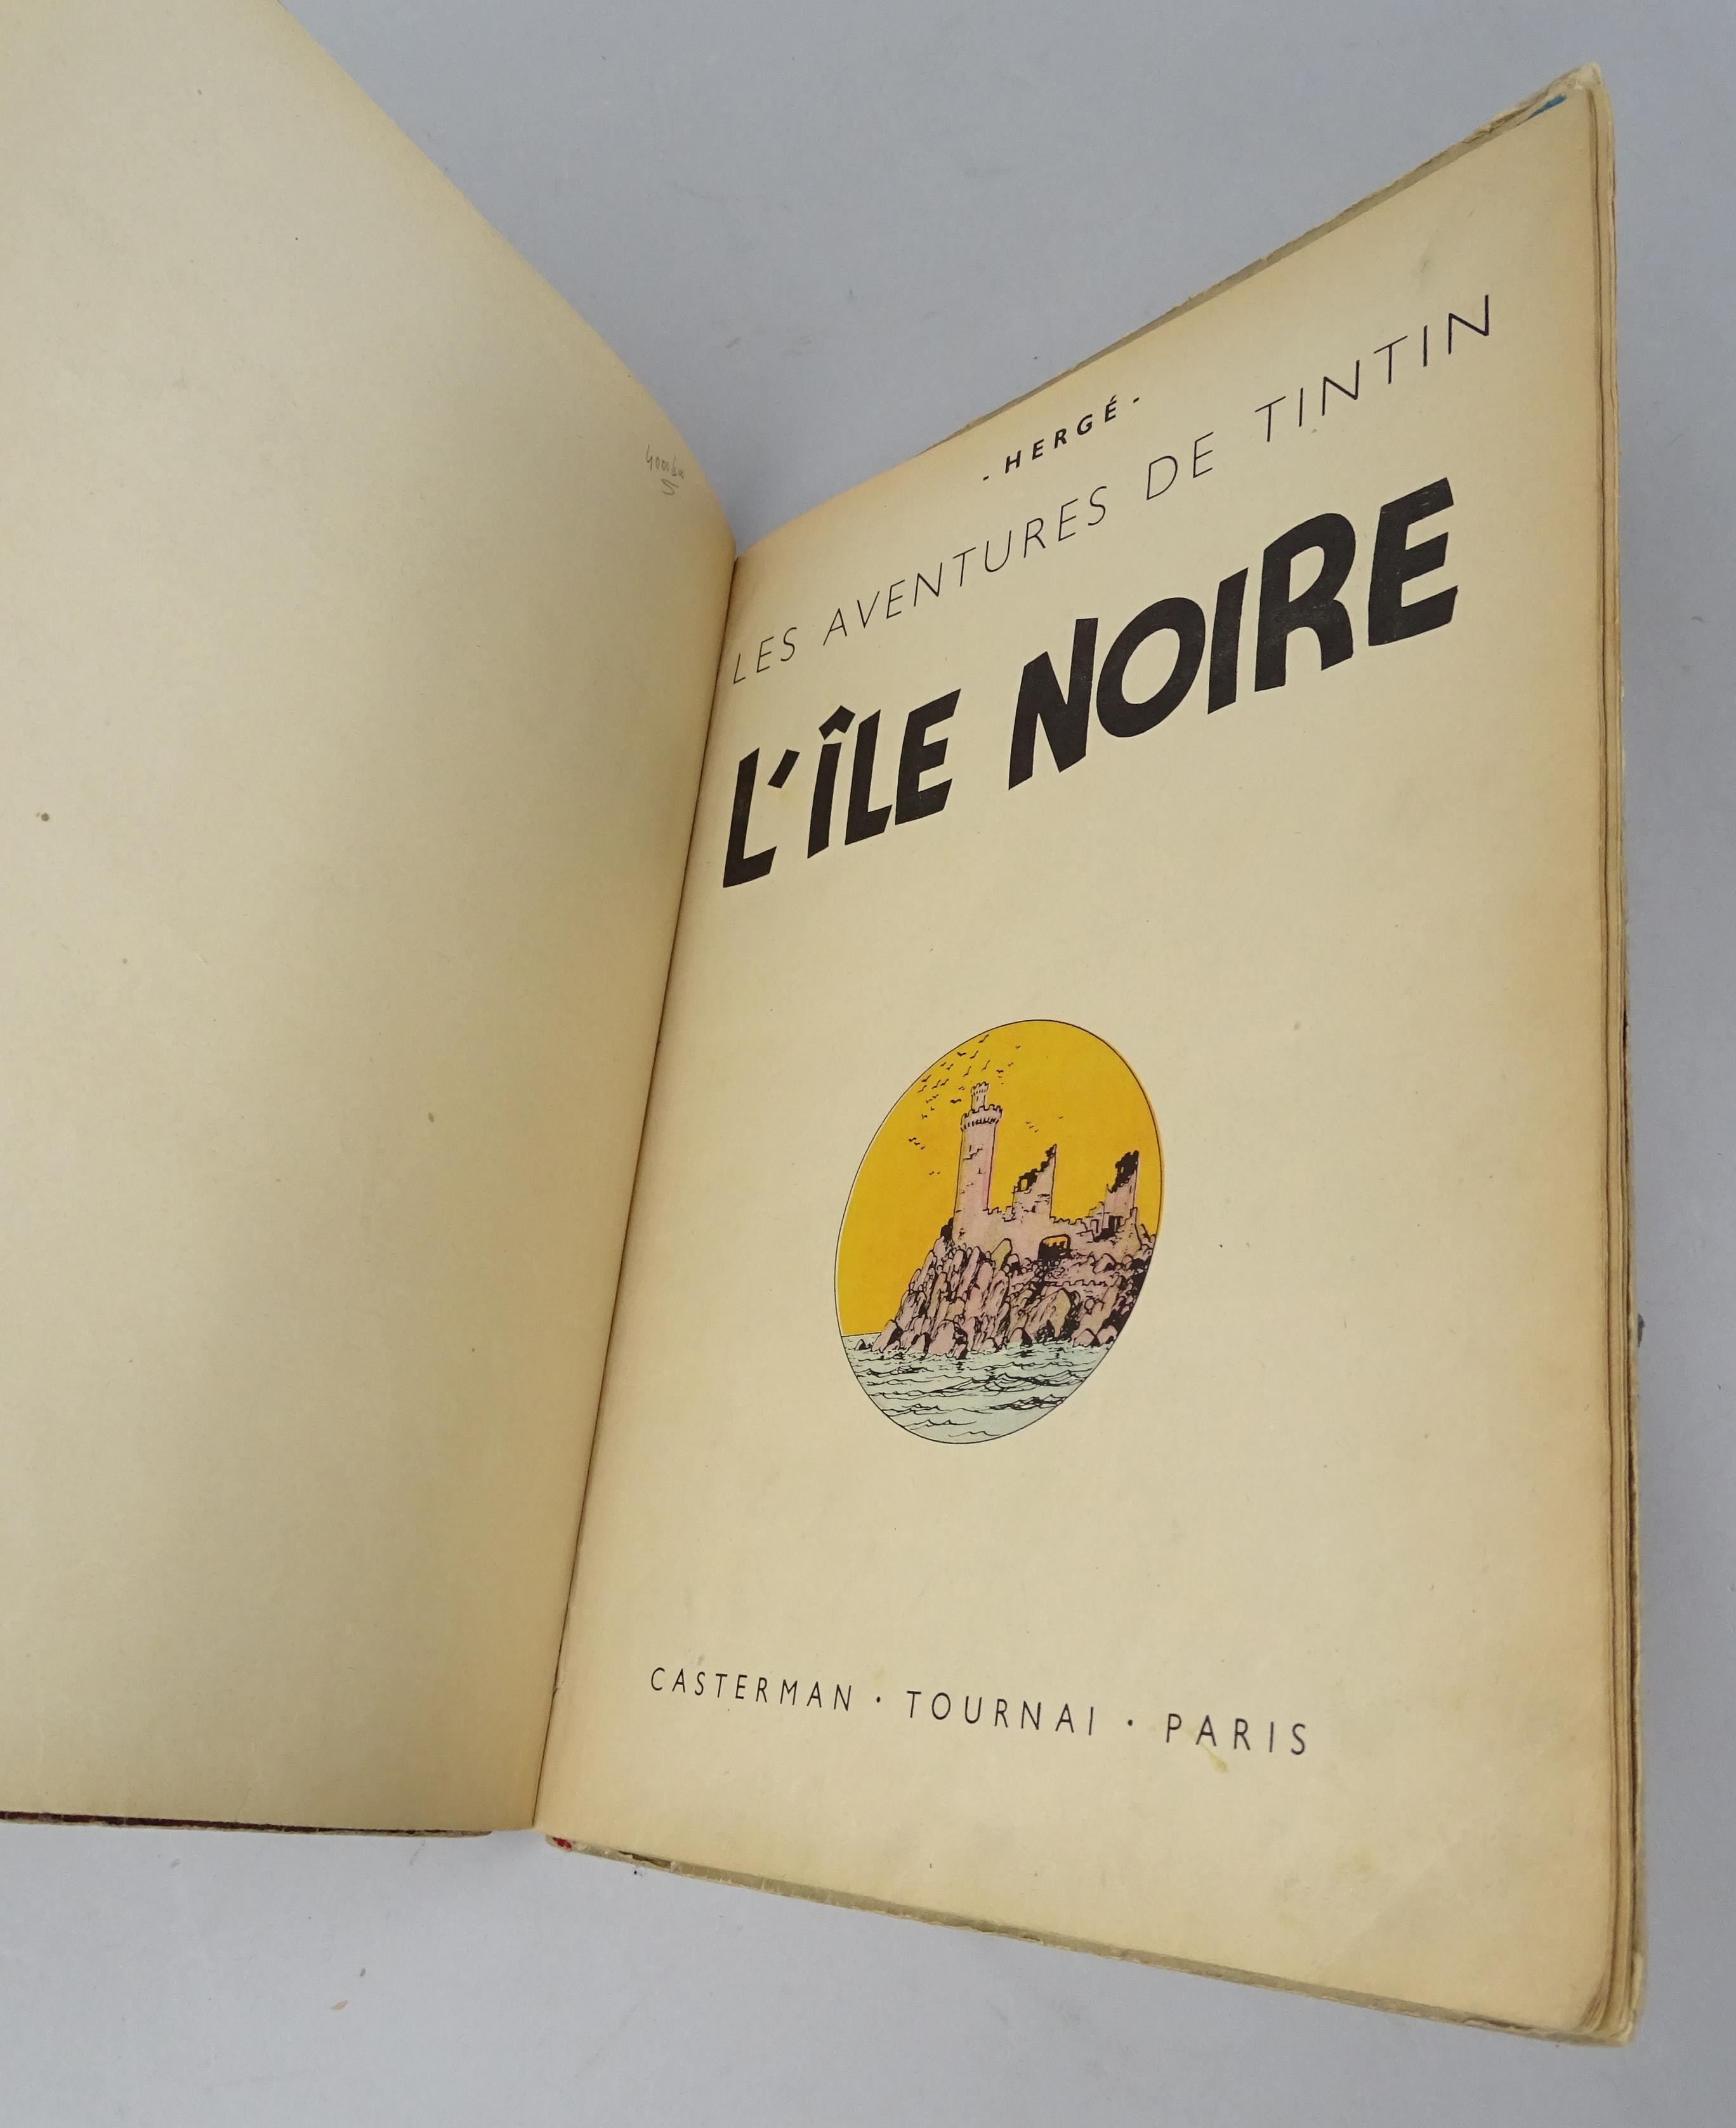 - HERGÉ -
LES AVENTURES DE TINTIN
L'ÎLE NOIRE
CASTERMAN · TOURNAI · PARIS